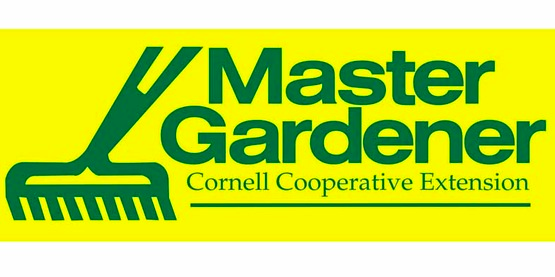 Master
Gardener
Cornell Cooperative Extension